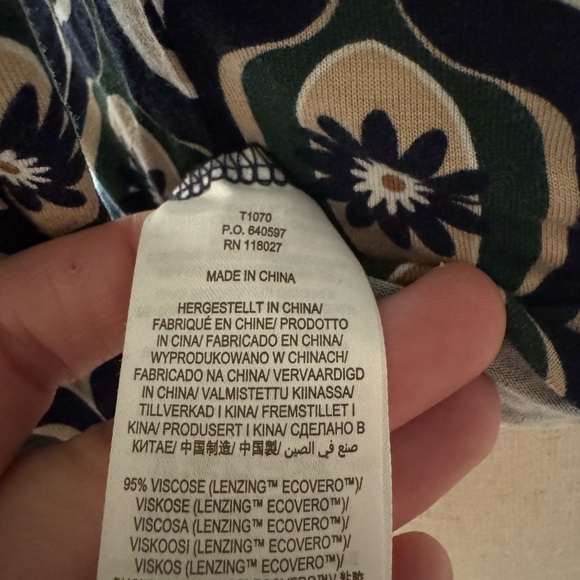 T1070
P.O. 640597
RN 118027
MADE IN CHINA
HERGESTELLT IN CHINA/
FABRIQUÉ EN CHINE/ PRODOTTO
IN CINA/ FABRICADO EN CHINA/
WYPRODUKOWANO W CHINACH/
FABRICADO NA CHINA/ VERVAARDIGD
IN CHINA/ VALMISTETTU KIINASSA/
TILLVERKAD I KINA/ FREMSTILLET I
KINA/ PRODUSERT I KINA/ СДЕЛАНО В
КИТАЕ/ 中国制造/ 中国製/ صنع في الصين/
95% VISCOSE (LENZING™ ECOVERO™)/
VISKOSE (LENZING™ ECOVERO™)/
VISCOSA (LENZING™ ECOVERO™)/
VISKOOSI (LENZING™ ECOVERO™)/
VISKOS (LENZING™ ECOVERO™)/
(LENZING™ ECOVERO™)/